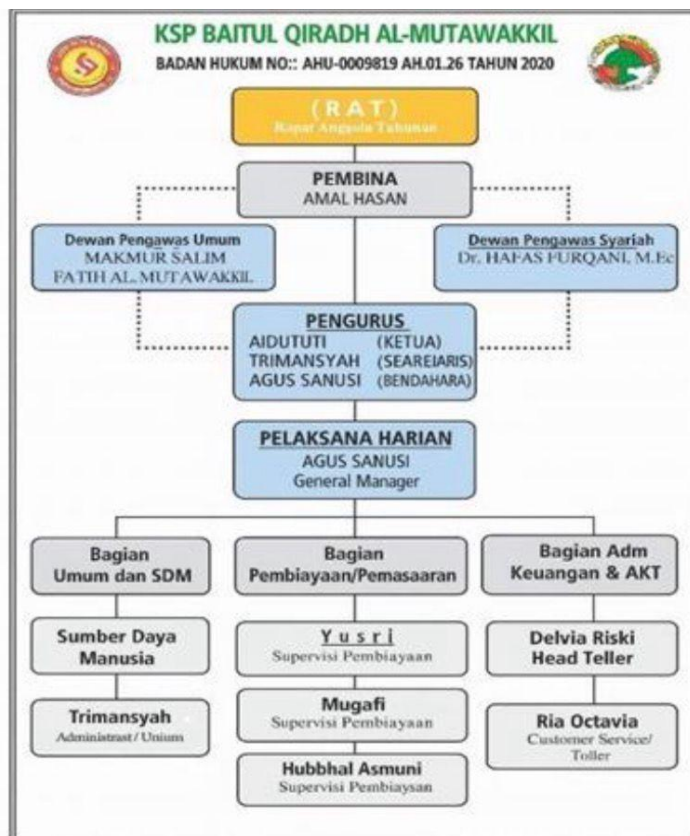 KSP BAITUL QIRADH AL-MUTAWAKKIL
BADAN HUKUM NO:: AHU-0009819 AH.01.26 TAHUN 2020
(RAT)
Rapat Anggota Tahunan
PEMBINA
AMAL HASAN
Dewan Pengawas Umum
MAKMUR SALIM
FATIH AL. MUTAWAKKIL
Dewan Pengawas Syariah
Dr. HAFAS FURQANI, M.Ec
PENGURUS
AIDUTUTI (KETUA)
TRIMANSYAH (SEAREIARIS)
AGUS SANUSI (BENDAHARA)
PELAKSANA HARIAN
AGUS SANUSI
General Manager
Bagian
Umum dan SDM
Sumber Daya
Manusia
Trimansyah
Administrast / Unium
Bagian
Pembiayaan/Pemasaaran
Yusri
Supervisi Pembiayaan
Mugafi
Supervisi Pembiayaan
Hubbhal Asmuni
Supervisi Pembiaysan
Bagian Adm
Keuangan & AKT
Delvia Riski
Head Teller
Ria Octavia
Customer Service/
Toller